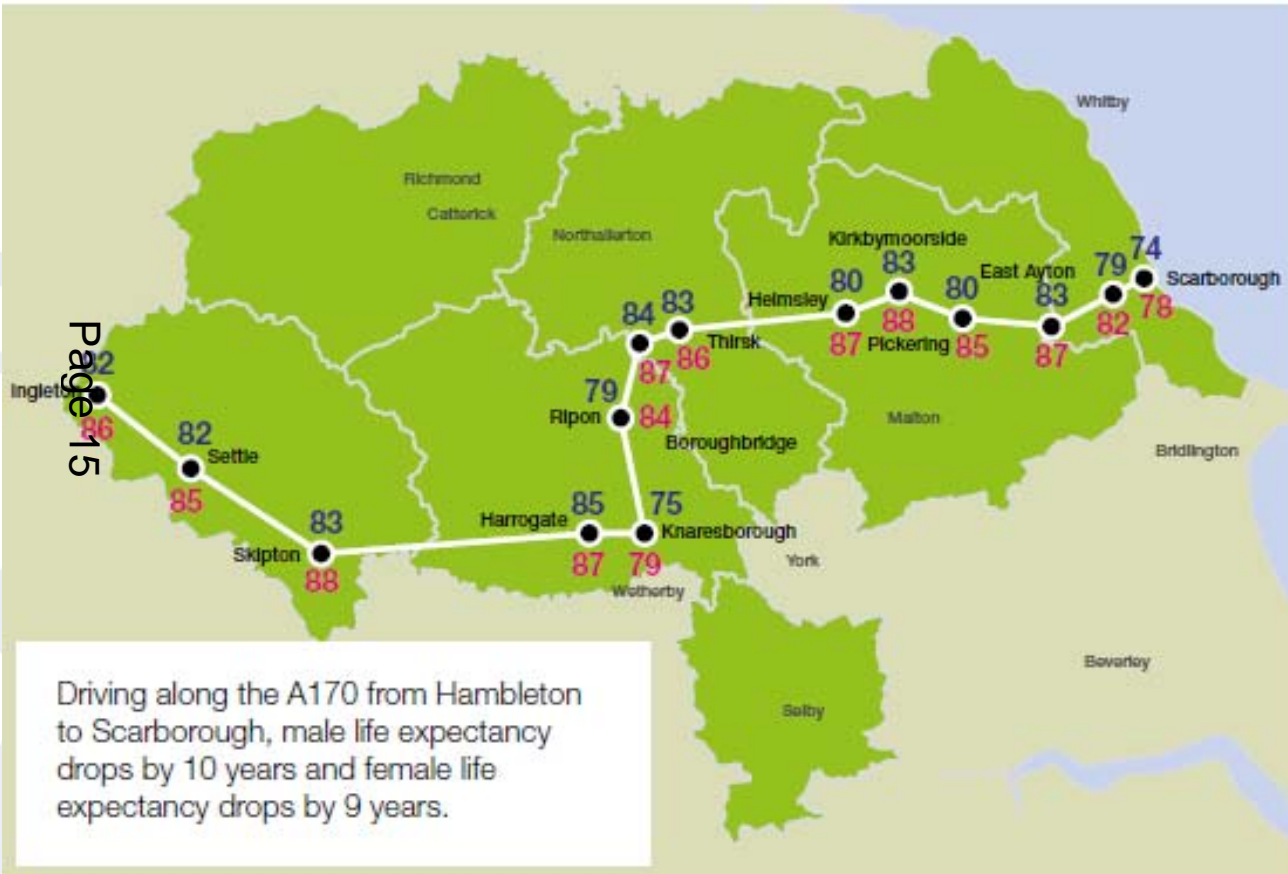 Whitby
Richmond
Catterick
Northallerton
Kirkbymoorside
74
83
79
East Ayton
Scarborough
80
80
83
78
Helmsley
88
82
84
83
Thirsk
87
Pickering
85
87
87
86
Page 15
82
Ingleton
86
79
Ripon
84
Malton
Boroughbridge
Bridlington
82
Settle
85
85
75
Harrogate
Knaresborough
83
Skipton
88
87
79
York
Wetherby
Beverley
Selby
Driving along the A170 from Hambleton
to Scarborough, male life expectancy
drops by 10 years and female life
expectancy drops by 9 years.